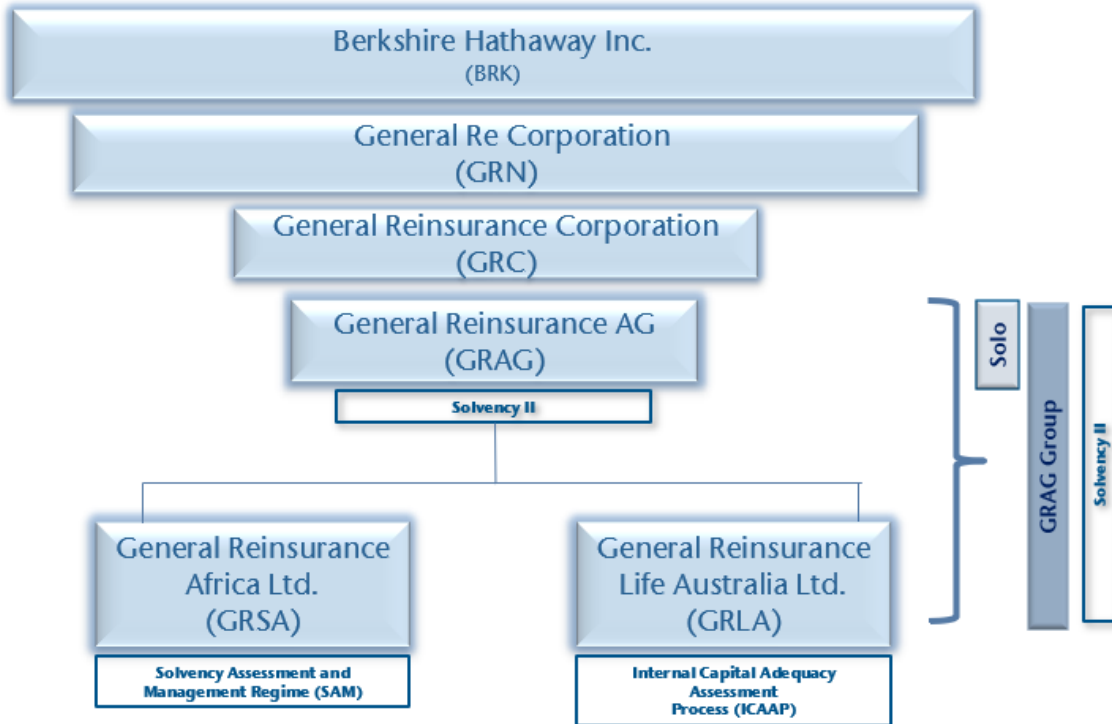 Berkshire Hathaway Inc.
(BRK)
General Re Corporation
(GRN)
General Reinsurance Corporation
(GRC)
General Reinsurance AG
(GRAG)
Solvency II
Solo
GRAG Group
Solvency II
General Reinsurance
Africa Ltd.
(GRSA)
Solvency Assessment and
Management Regime (SAM)
General Reinsurance
Life Australia Ltd.
(GRLA)
Internal Capital Adequacy
Assessment
Process (ICAAP)